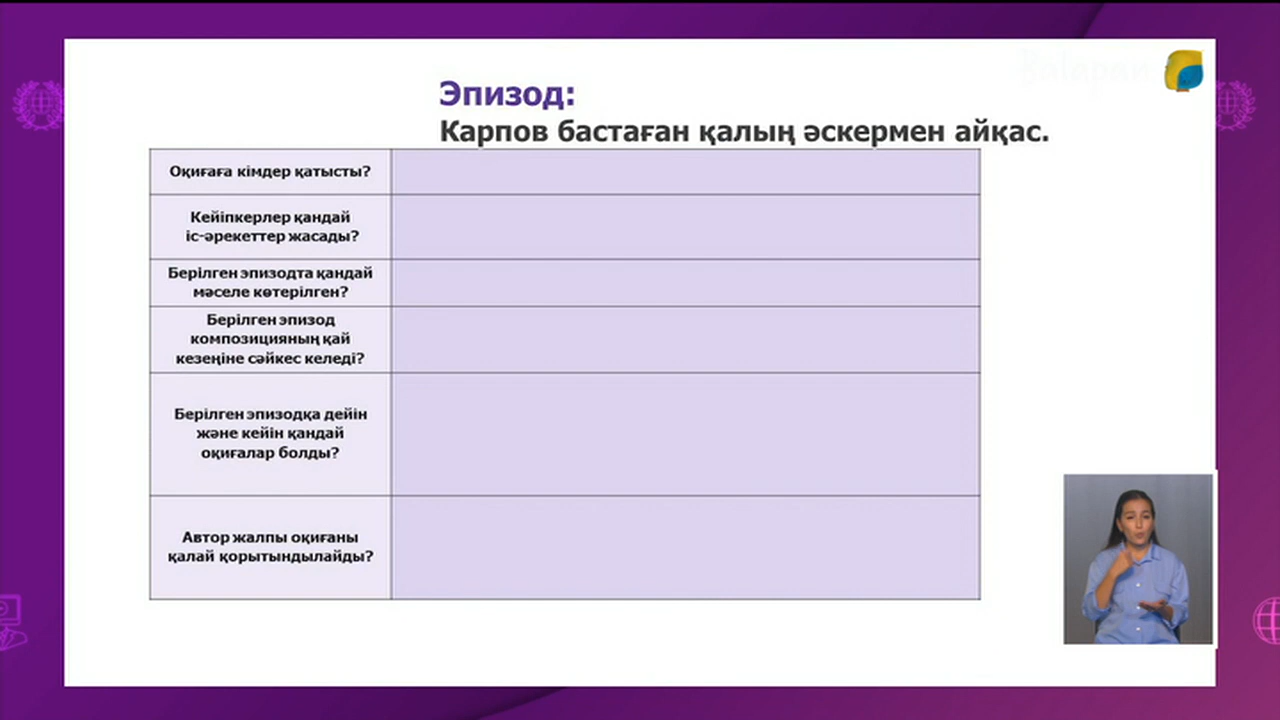 Balapan
Эпизод:
Карпов бастаған қалың әскермен айқас.
Оқиғаға кімдер қатысты?
Кейіпкерлер қандай
іс-әрекеттер жасады?
Берілген эпизодта қандай
мәселе көтерілген?
Берілген эпизод
композицияның қай
кезеңіне сәйкес келеді?
Берілген эпизодқа дейін
және кейін қандай
оқиғалар болды?
Автор жалпы оқиғаны
қалай қорытындылайды?